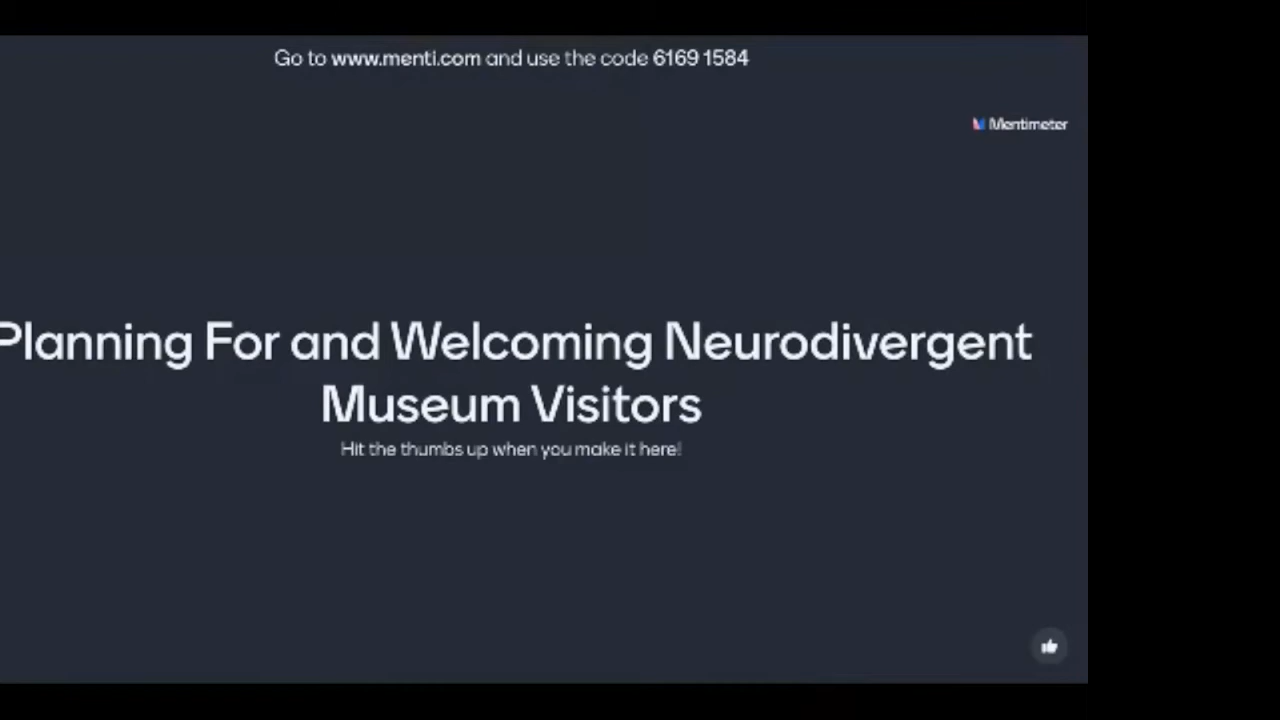 Go to www.menti.com and use the code 6169 1584
Mentimeter
Planning For and Welcoming Neurodivergent
Museum Visitors
Hit the thumbs up when you make it here!